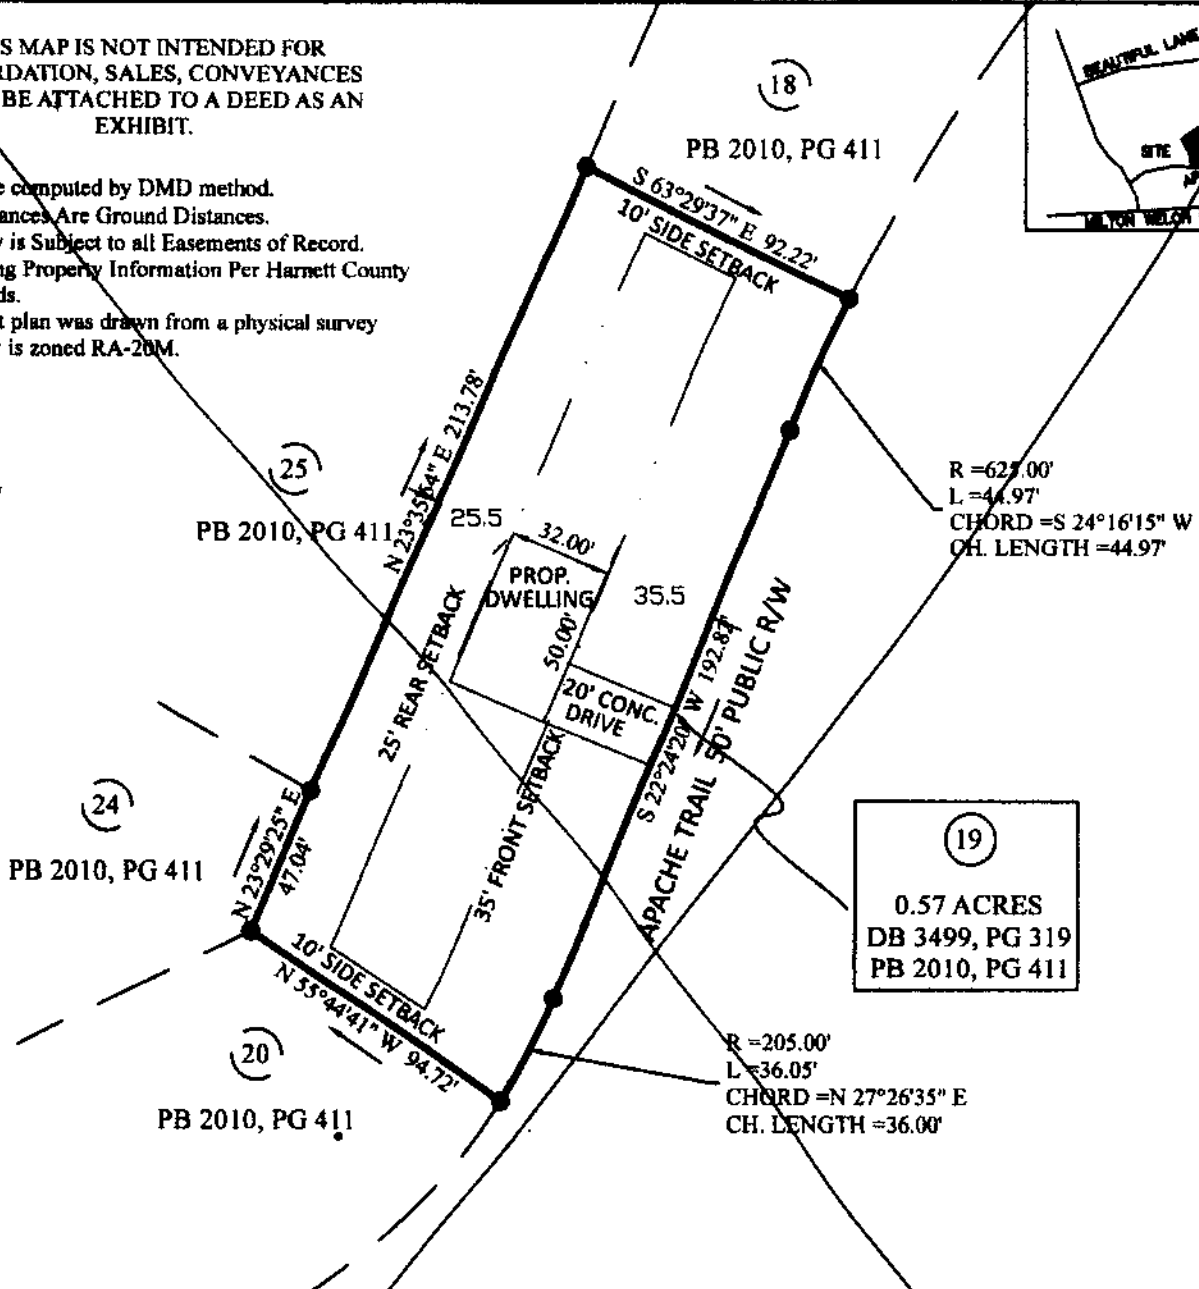 S MAP IS NOT INTENDED FOR
RDATION, SALES, CONVEYANCES
BE ATTACHED TO A DEED AS AN
EXHIBIT.
e computed by DMD method.
ances Are Ground Distances.
y is Subject to all Easements of Record.
ng Property Information Per Harnett County
ds.
t plan was drawn from a physical survey
y is zoned RA-20M.
18
PB 2010, PG 411
BEAUTIFUL LANE
SITE
MILTON WELCH
S 63°29'37" E 92.22'
10' SIDE SETBACK
N 23°35'54" E 213.78'
25
PB 2010, PG 411
R =625.00'
L =44.97'
CHORD =S 24°16'15" W
CH. LENGTH =44.97'
25.5
32.00'
PROP.
DWELLING
35.5
50.00'
25' REAR SETBACK
20' CONC.
DRIVE
35' FRONT SETBACK
S 22°24'20" W 192.82'
APACHE TRAIL 50' PUBLIC R/W
24
PB 2010, PG 411
N 23°29'25" E
47.04'
19
0.57 ACRES
DB 3499, PG 319
PB 2010, PG 411
10' SIDE SETBACK
N 55°44'41" W 94.72'
20
PB 2010, PG 411
R =205.00'
L =36.05'
CHORD =N 27°26'35" E
CH. LENGTH =36.00'